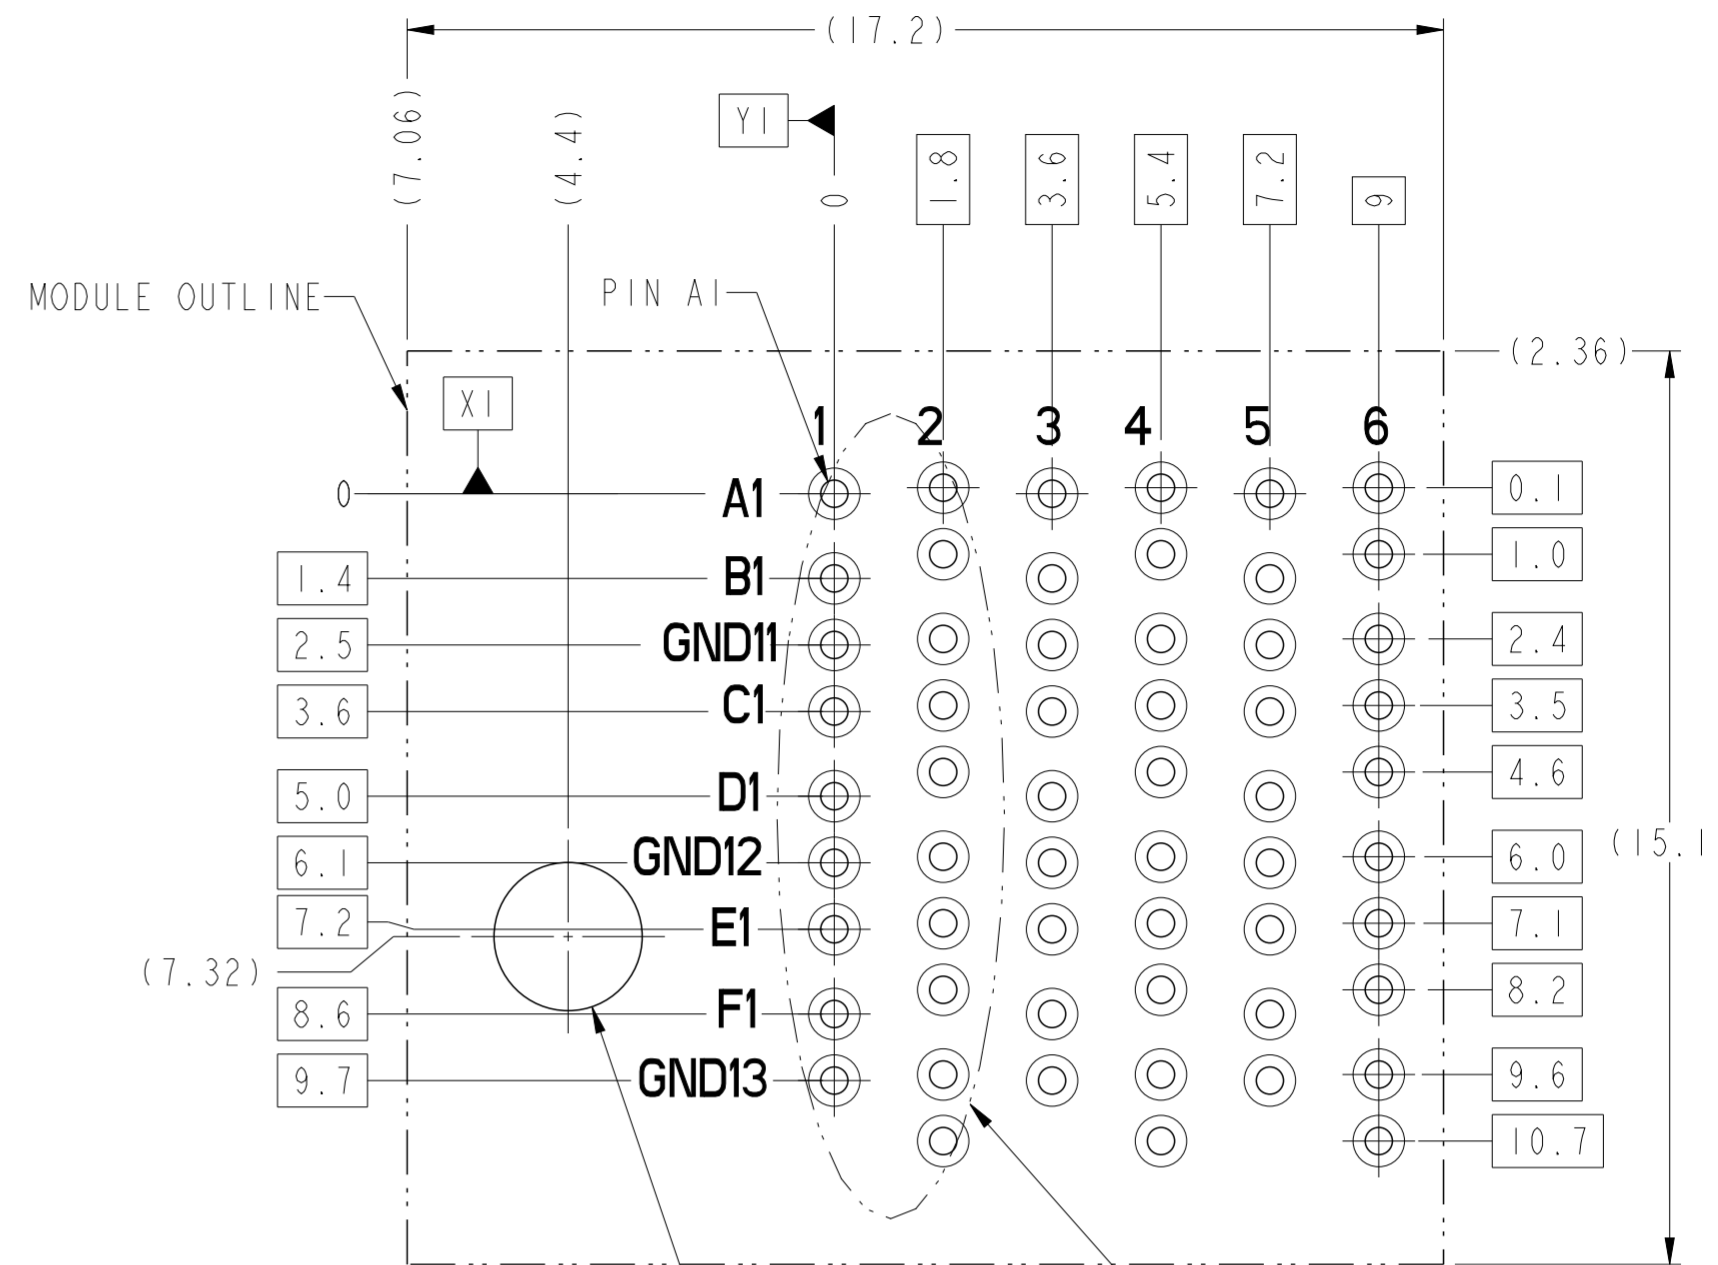 (17.2)
(7.06)
(4.4)
Y1
0
1.8
3.6
5.4
7.2
9
MODULE OUTLINE
PIN A1
(2.36)
X1
1 2 3 4 5 6
0
A1
0.1
1.0
1.4
B1
2.5
GND11
2.4
3.6
C1
3.5
4.6
5.0
D1
6.1
GND12
6.0
(15.1
7.2
E1
7.1
(7.32)
8.2
8.6
F1
9.7
GND13
9.6
10.7